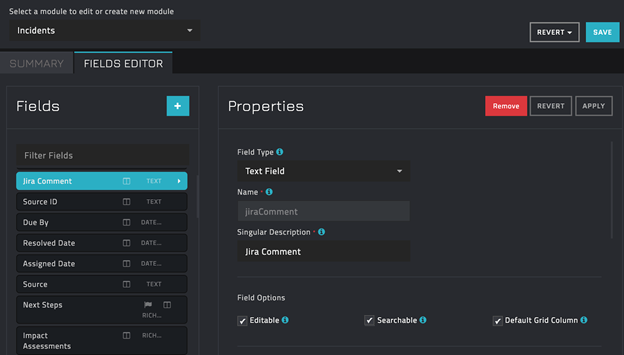 Select a module to edit or create new module
Incidents
REVERT
SAVE
SUMMARY
FIELDS EDITOR
Fields
+
Filter Fields
Jira Comment TEXT
Source ID TEXT
Due By DATE...
Resolved Date DATE...
Assigned Date DATE...
Source TEXT
Next Steps
RICH...
Impact RICH...
Assessments
Properties
Remove
REVERT
APPLY
Field Type
Text Field
Name *
jiraComment
Singular Description *
Jira Comment
Field Options
Editable
Searchable
Default Grid Column